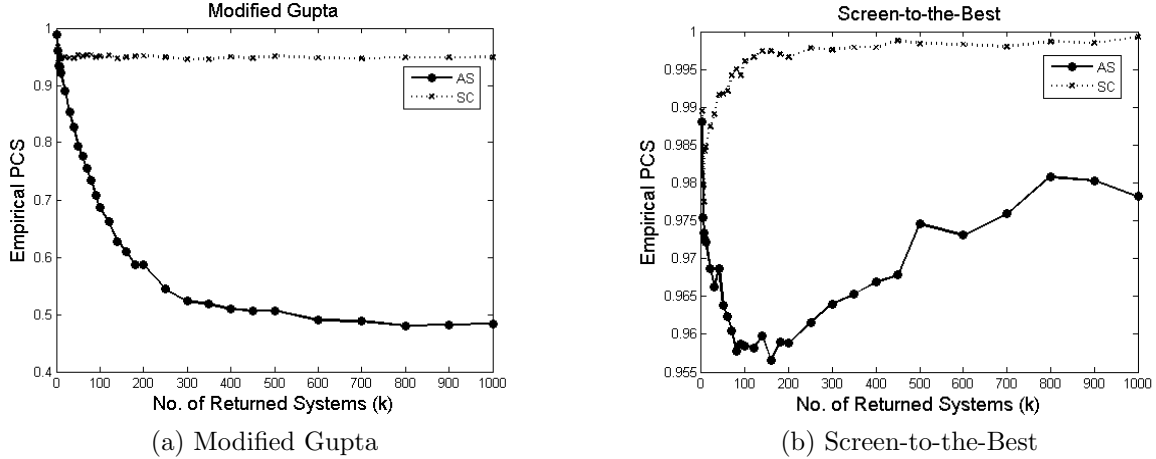 Modified Gupta
1
0.9
0.8
0.7
0.6
0.5
0.4
Empirical PCS
AS
SC
0 100 200 300 400 500 600 700 800 900 1000
No. of Returned Systems (k)
(a) Modified Gupta
Screen-to-the-Best
1
0.995
0.99
0.985
0.98
0.975
0.97
0.965
0.96
0.955
Empirical PCS
AS
SC
0 100 200 300 400 500 600 700 800 900 1000
No. of Returned Systems (k)
(b) Screen-to-the-Best